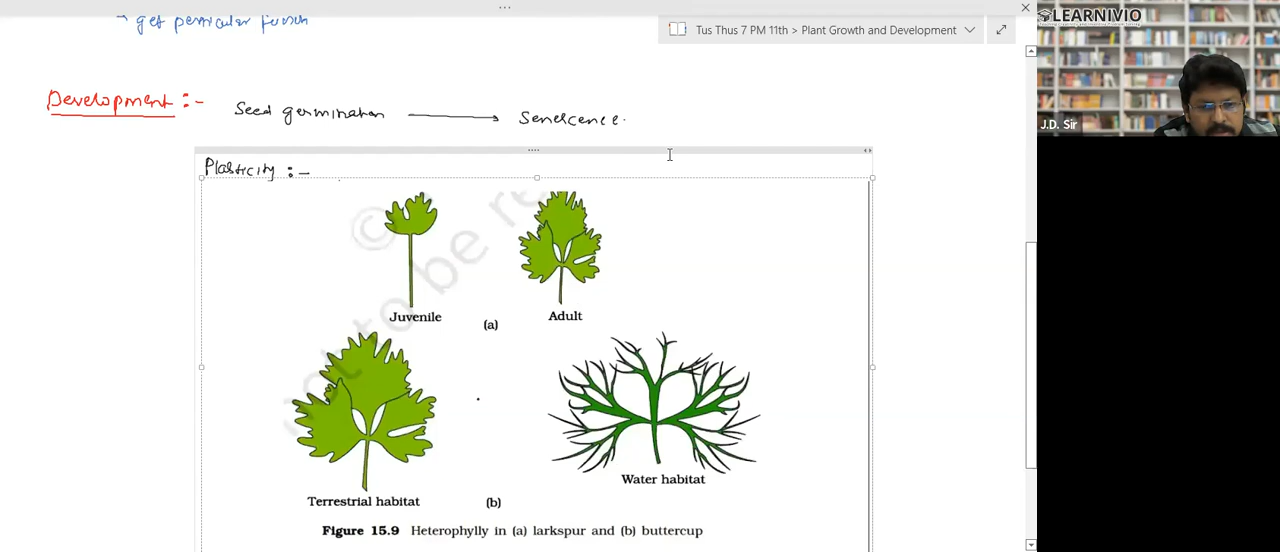 → get particular function
LEARNIVIO
Tus Thus 7 PM 11th > Plant Growth and Development
J.D. Sir
Development :-
Seed germination → Senescence.
Plasticity :-
Juvenile
(a)
Adult
Terrestrial habitat
(b)
Water habitat
Figure 15.9 Heterophylly in (a) larkspur and (b) buttercup